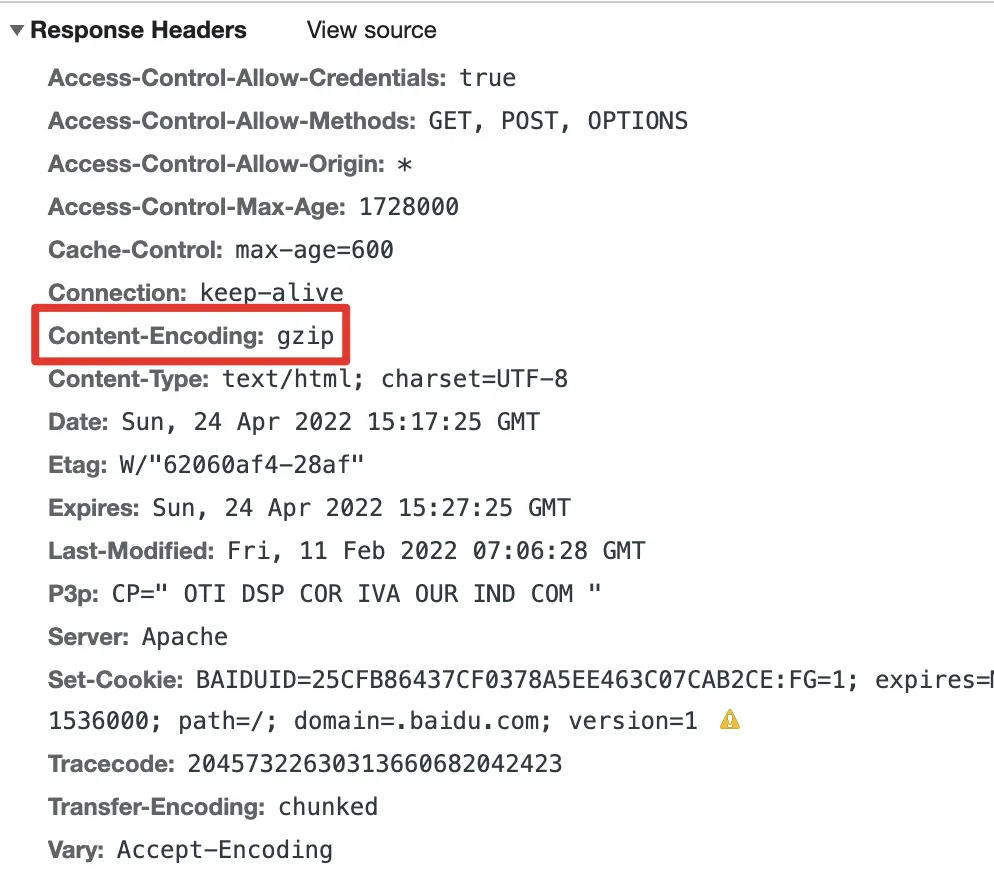 Response Headers View source
Access-Control-Allow-Credentials: true
Access-Control-Allow-Methods: GET, POST, OPTIONS
Access-Control-Allow-Origin: *
Access-Control-Max-Age: 1728000
Cache-Control: max-age=600
Connection: keep-alive
Content-Encoding: gzip
Content-Type: text/html; charset=UTF-8
Date: Sun, 24 Apr 2022 15:17:25 GMT
Etag: W/"62060af4-28af"
Expires: Sun, 24 Apr 2022 15:27:25 GMT
Last-Modified: Fri, 11 Feb 2022 07:06:28 GMT
P3p: CP=" OTI DSP COR IVA OUR IND COM "
Server: Apache
Set-Cookie: BAIDUID=25CFB86437CF0378A5EE463C07CAB2CE:FG=1; expires=
1536000; path=/; domain=.baidu.com; version=1
Tracecode: 20457322630313660682042423
Transfer-Encoding: chunked
Vary: Accept-Encoding